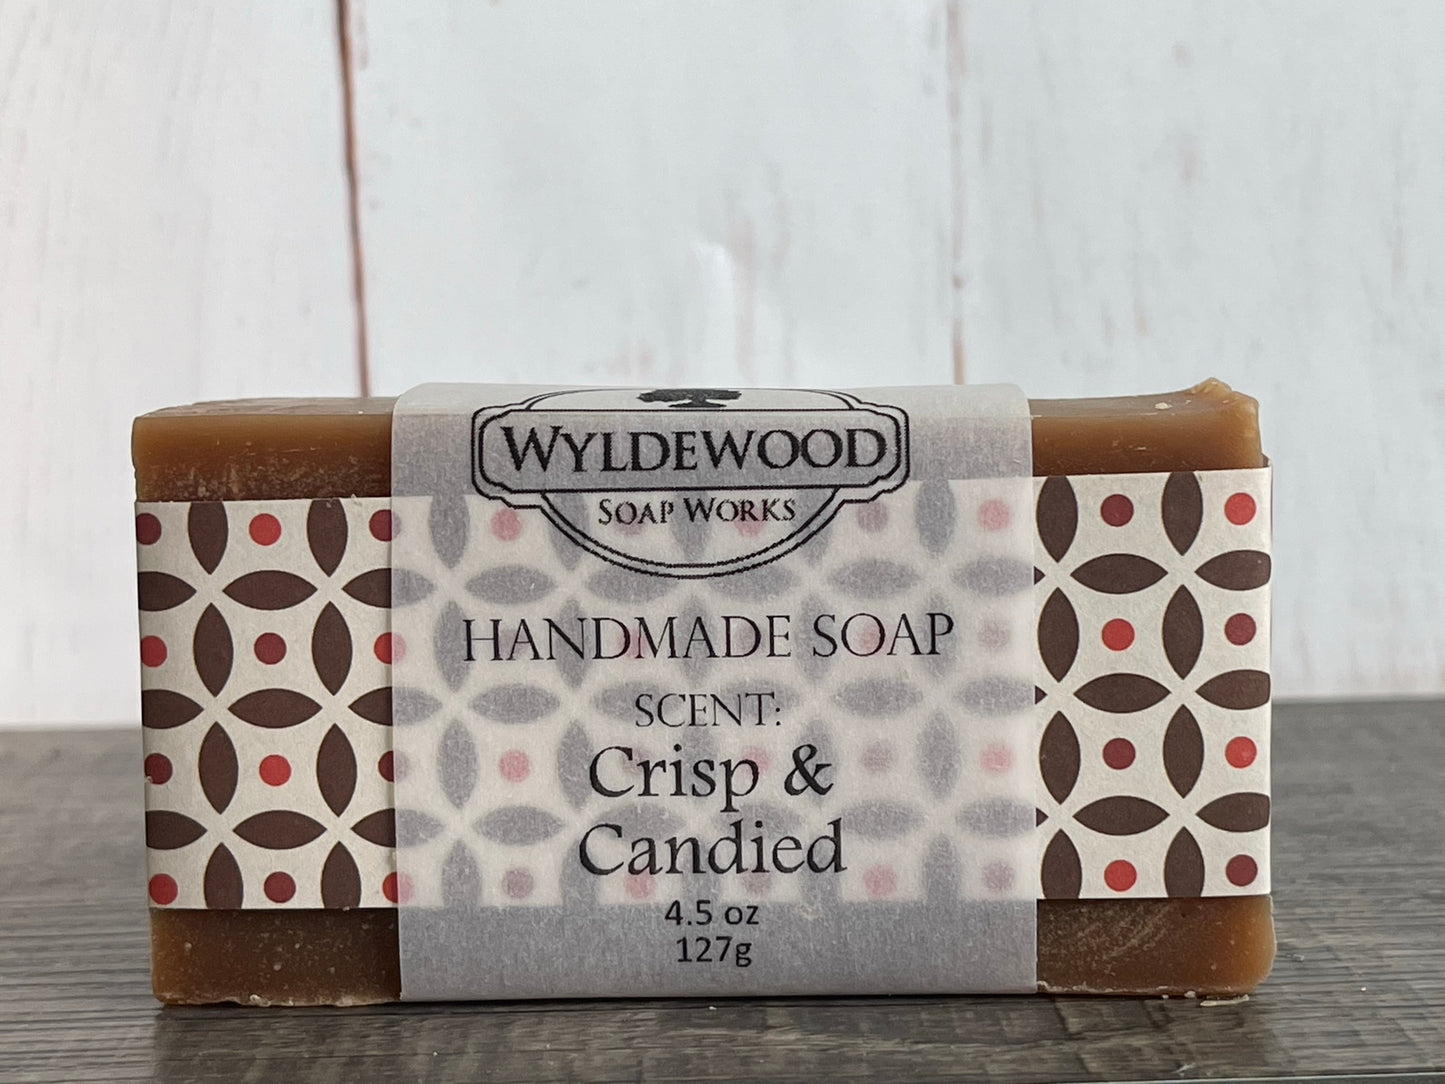 WYLDEWOOD
SOAP WORKS
HANDMADE SOAP
SCENT:
Crisp &
Candied
4.5 oz
127g